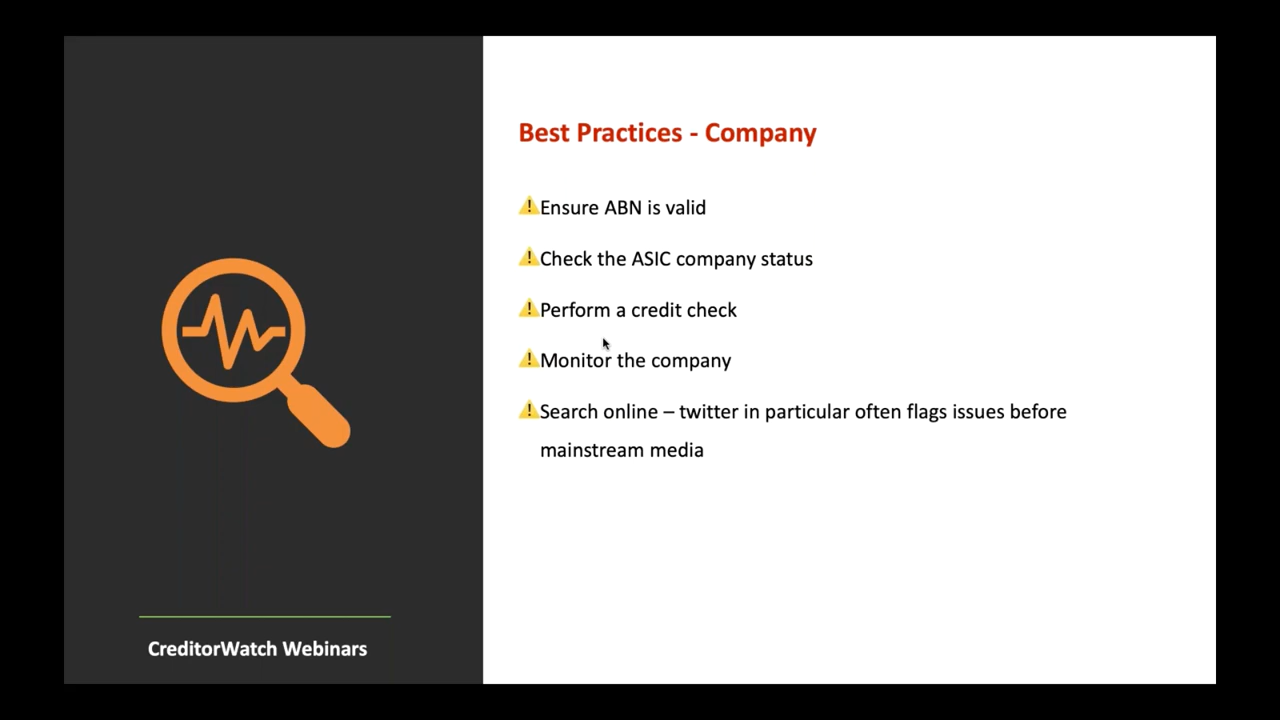 Best Practices - Company
⚠Ensure ABN is valid
⚠Check the ASIC company status
⚠Perform a credit check
⚠Monitor the company
⚠Search online – twitter in particular often flags issues before
mainstream media
CreditorWatch Webinars